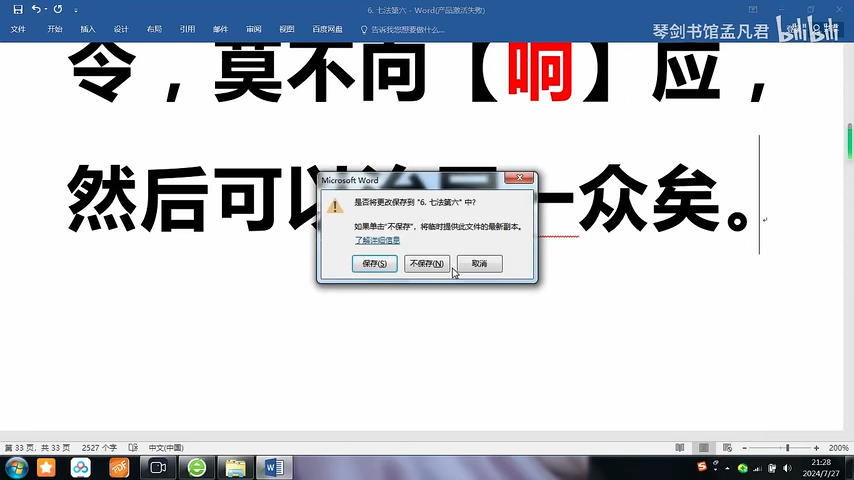 6. 七法第六 - Word(产品激活失败)
文件 开始 插入 设计 布局 引用 邮件 审阅 视图 百度网盘 告诉我您想要做什么...
琴剑书馆孟凡君 bilibili
令，莫不向【响】应，
然后可以治民一众矣。
Microsoft Word
是否将更改保存到 "6. 七法第六" 中?
如果单击"不保存"，将临时提供此文件的最新副本。
了解详细信息
保存(S) 不保存(N) 取消
第 33 页，共 33 页 2527 个字 中文(中国) 200%
21:28
2024/7/27